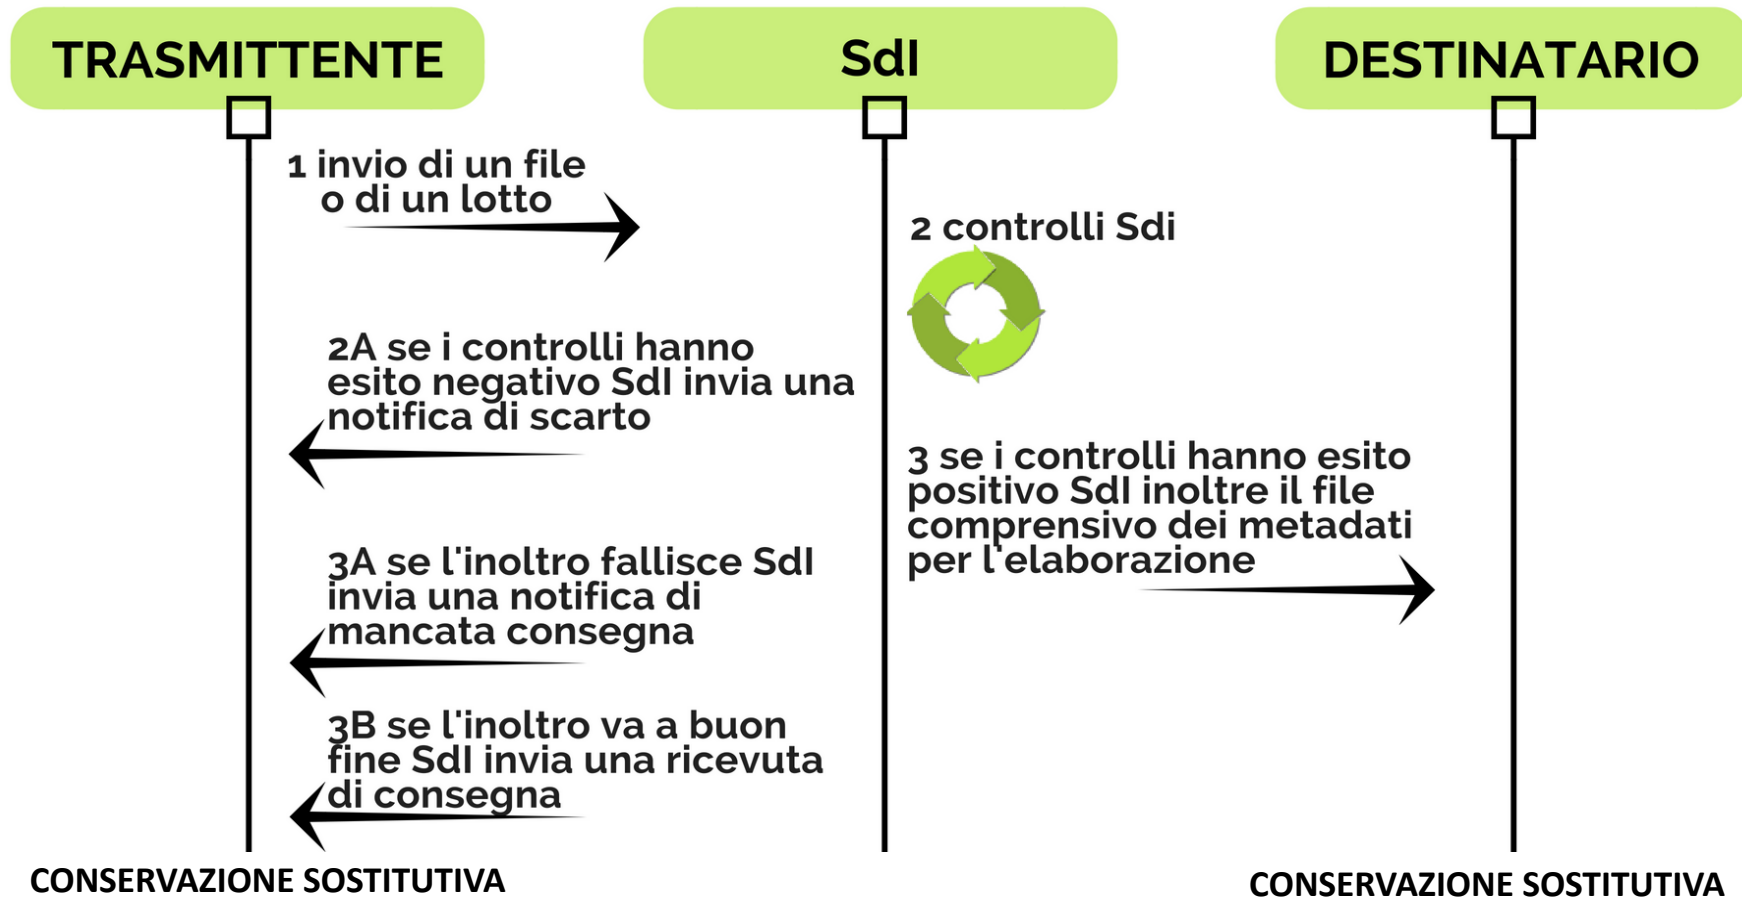 TRASMITTENTE
SdI
DESTINATARIO
1 invio di un file
o di un lotto
2 controlli Sdi
2A se i controlli hanno
esito negativo SdI invia una
notifica di scarto
3 se i controlli hanno esito
positivo SdI inoltre il file
comprensivo dei metadati
per l'elaborazione
3A se l'inoltro fallisce SdI
invia una notifica di
mancata consegna
3B se l'inoltro va a buon
fine SdI invia una ricevuta
di consegna
CONSERVAZIONE SOSTITUTIVA
CONSERVAZIONE SOSTITUTIVA